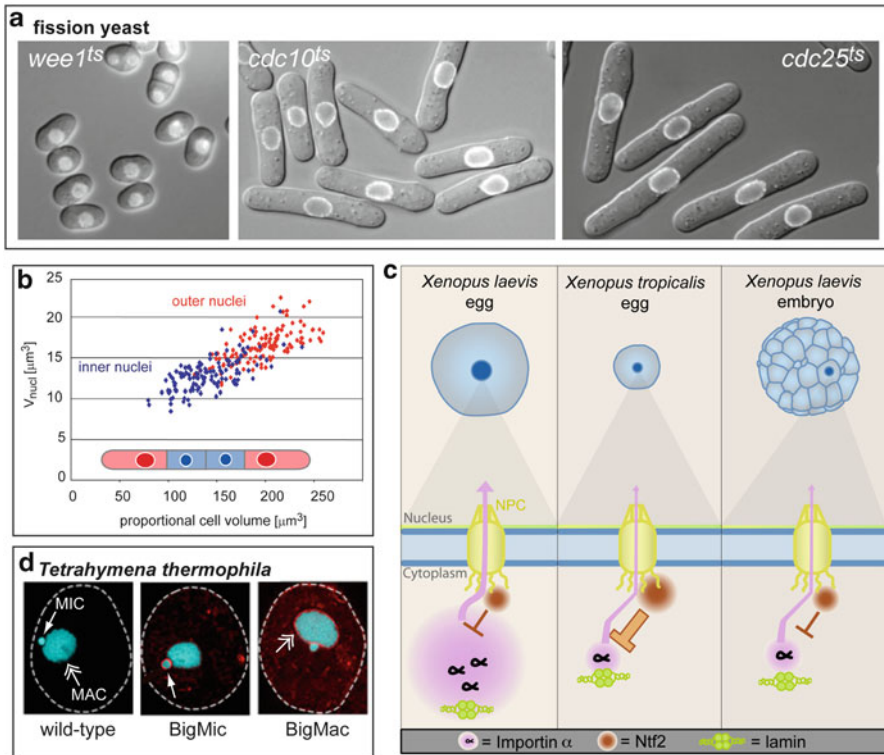 a fission yeast
wee1ts cdc10ts cdc25ts
b
25
20
15
10
5
0
Vnucl [μm³]
outer nuclei
inner nuclei
0 50 100 150 200 250
proportional cell volume [μm³]
c
Xenopus laevis
egg
Xenopus tropicalis
egg
Xenopus laevis
embryo
NPC
Nucleus
Cytoplasm
α
α α
α
α
= Importin α = Ntf2 = lamin
d Tetrahymena thermophila
MIC
MAC
wild-type BigMic BigMac